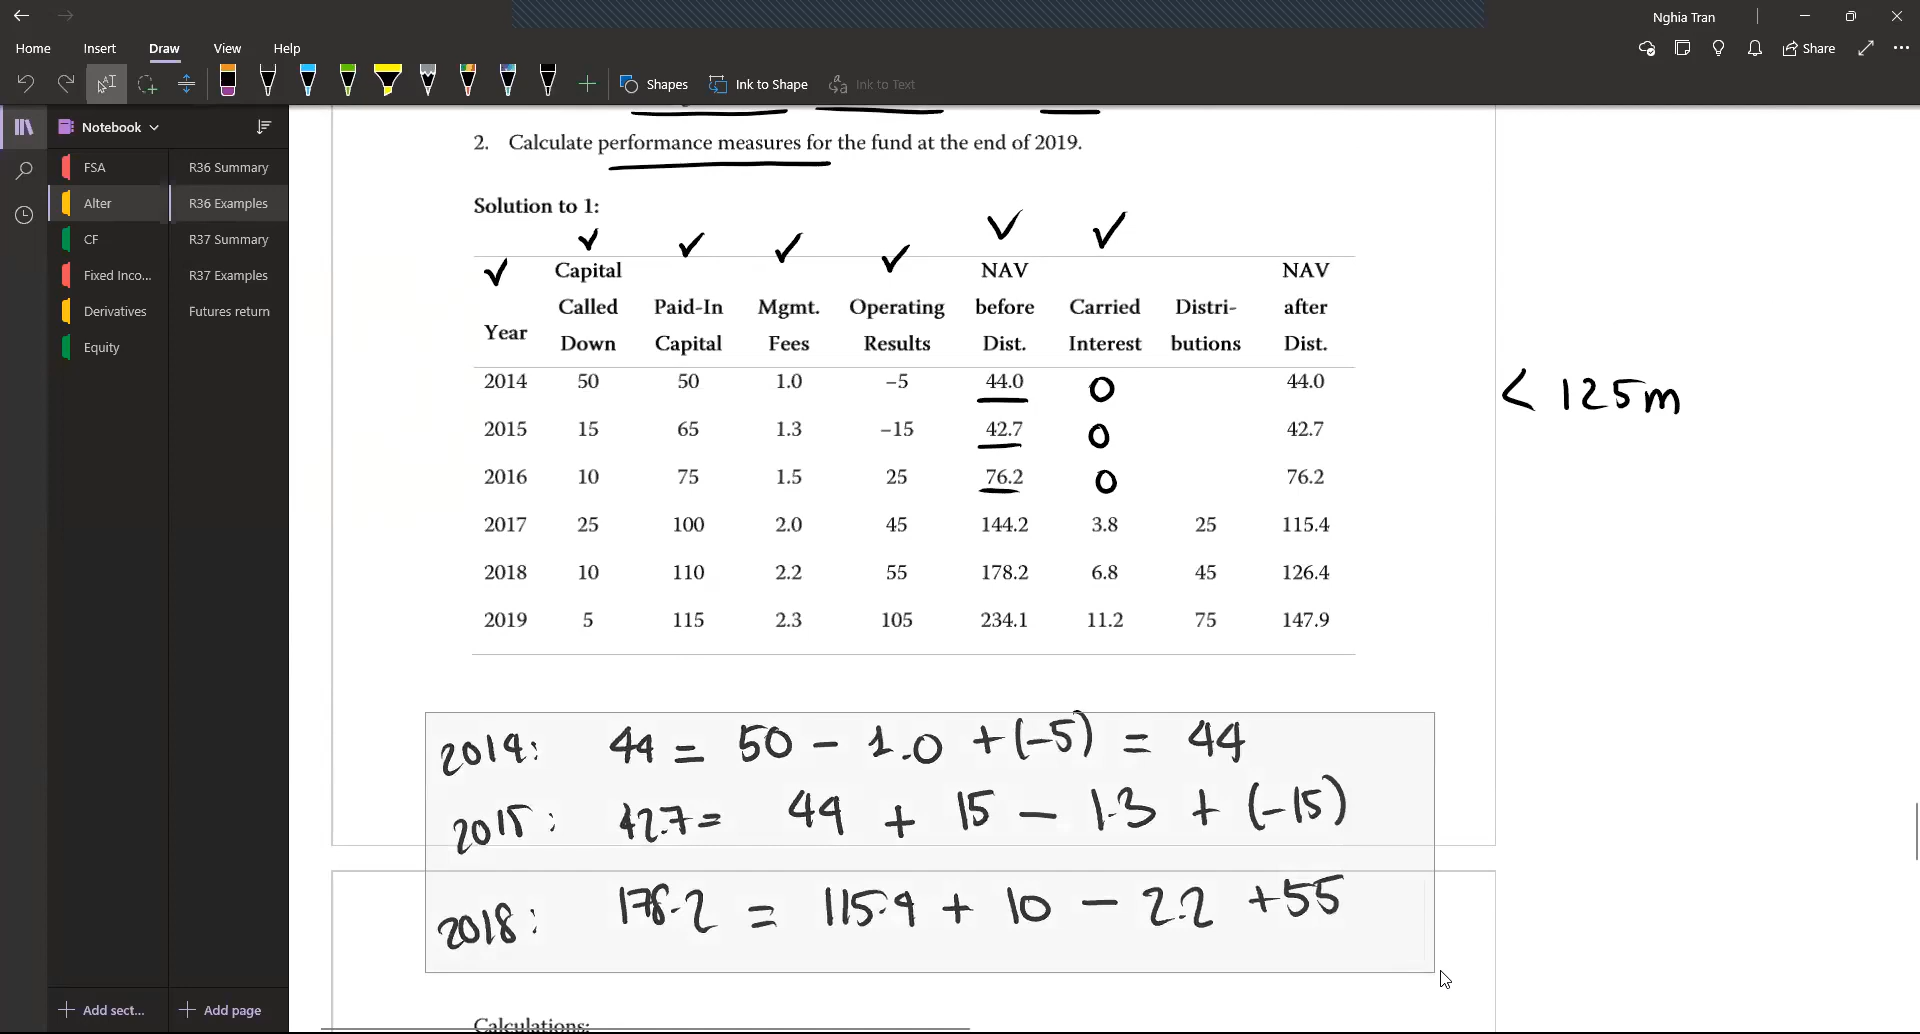 Nghia Tran
Home Insert Draw View Help
Share
Shapes Ink to Shape Ink to Text
Notebook
FSA
Alter
CF
Fixed Inco...
Derivatives
Equity
R36 Summary
R36 Examples
R37 Summary
R37 Examples
Futures return
Add sect...
Add page
2. Calculate performance measures for the fund at the end of 2019.
Solution to 1:
Capital NAV NAV
Called Paid-In Mgmt. Operating before Carried Distri- after
Year Down Capital Fees Results Dist. Interest butions Dist.
2014 50 50 1.0 –5 44.0 0 44.0
2015 15 65 1.3 –15 42.7 0 42.7
2016 10 75 1.5 25 76.2 0 76.2
2017 25 100 2.0 45 144.2 3.8 25 115.4
2018 10 110 2.2 55 178.2 6.8 45 126.4
2019 5 115 2.3 105 234.1 11.2 75 147.9
< 125m
2014: 44 = 50 - 1.0 + (-5) = 44
2015: 42.7 = 44 + 15 - 1.3 + (-15)
2018: 178.2 = 115.4 + 10 - 2.2 + 55
Calculations: